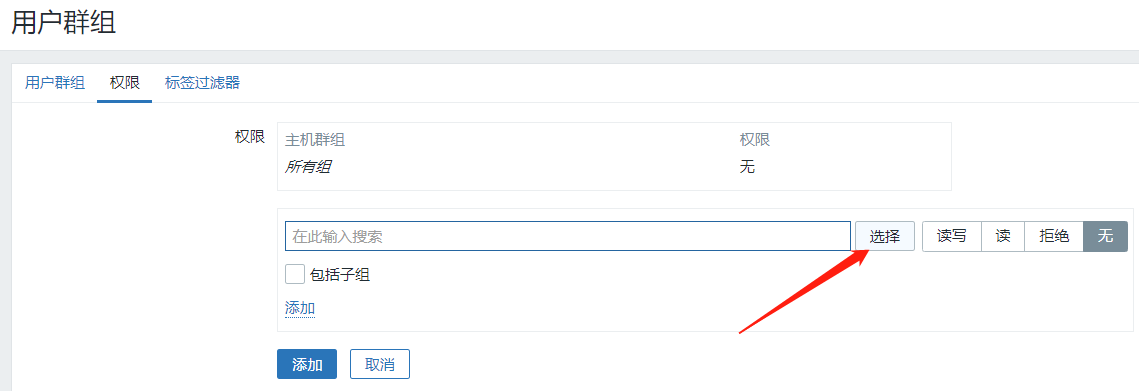 用户群组
用户群组 权限 标签过滤器
权限 主机群组 权限
所有组 无
在此输入搜索 选择 读写 读 拒绝 无
包括子组
添加
添加 取消